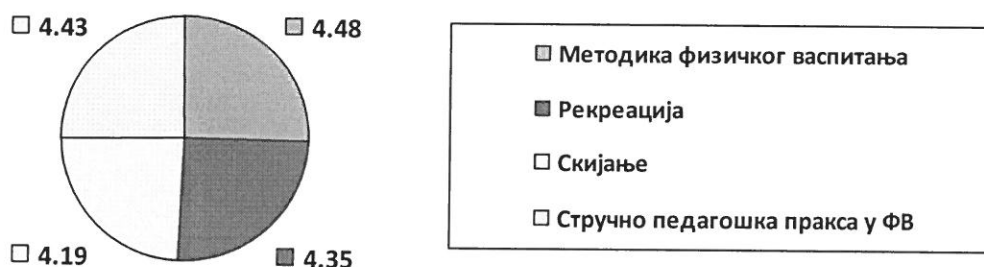 4.43
4.48
4.19
4.35
Методика физичког васпитања
Рекреација
Скијање
Стручно педагошка пракса у ФВ